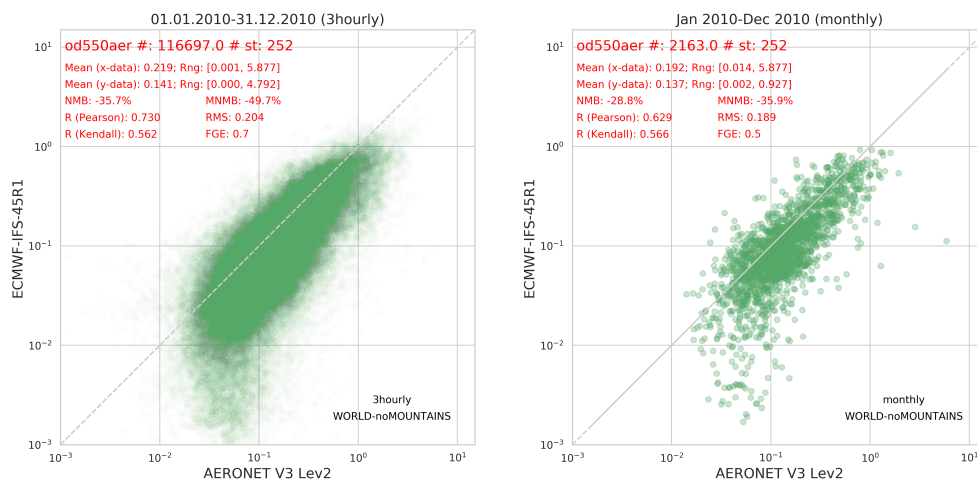 01.01.2010-31.12.2010 (3hourly)
od550aer #: 116697.0 # st: 252
Mean (x-data): 0.219; Rng: [0.001, 5.877]
Mean (y-data): 0.141; Rng: [0.000, 4.792]
NMB: -35.7% MNMB: -49.7%
R (Pearson): 0.730 RMS: 0.204
R (Kendall): 0.562 FGE: 0.7
10¹
10⁰
10⁻¹
10⁻²
10⁻³
ECMWF-IFS-45R1
3hourly
WORLD-noMOUNTAINS
10⁻³ 10⁻² 10⁻¹ 10⁰ 10¹
AERONET V3 Lev2
Jan 2010-Dec 2010 (monthly)
od550aer #: 2163.0 # st: 252
Mean (x-data): 0.192; Rng: [0.014, 5.877]
Mean (y-data): 0.137; Rng: [0.002, 0.927]
NMB: -28.8% MNMB: -35.9%
R (Pearson): 0.629 RMS: 0.189
R (Kendall): 0.566 FGE: 0.5
10¹
10⁰
10⁻¹
10⁻²
10⁻³
ECMWF-IFS-45R1
monthly
WORLD-noMOUNTAINS
10⁻³ 10⁻² 10⁻¹ 10⁰ 10¹
AERONET V3 Lev2